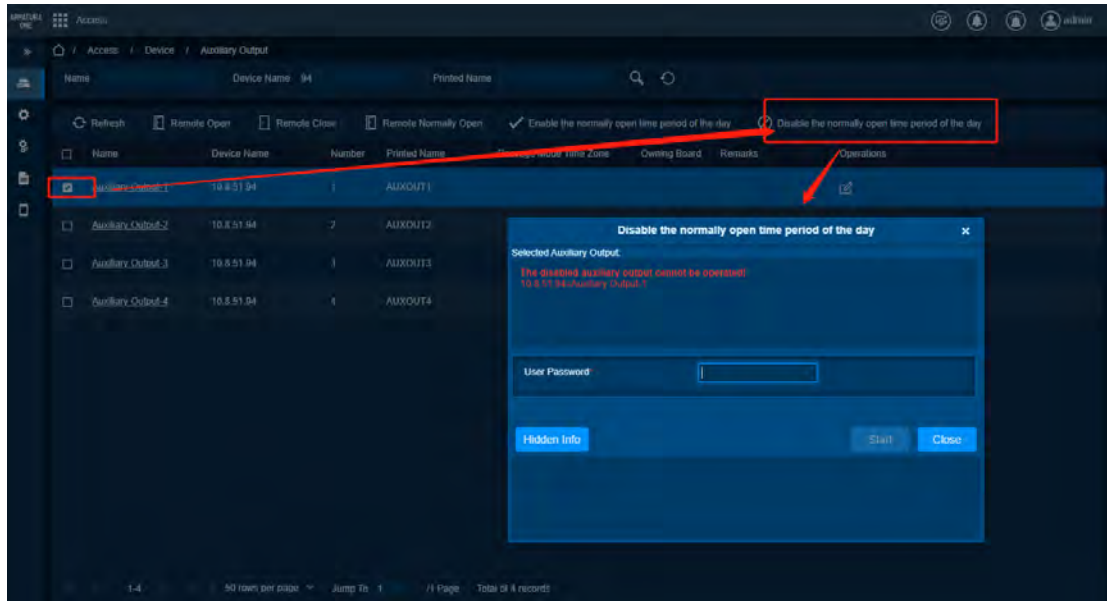 Access admin
/ Access / Device / Auxiliary Output
Name Device Name 94 Printed Name
Refresh Remote Open Remote Close Remote Normally Open Enable the normally open time period of the day Disable the normally open time period of the day
Name Device Name Number Printed Name Time Zone Owning Board Remarks Operations
Auxiliary Output-1 10.8.51.94 1 AUXOUT1
Auxiliary Output-2 10.8.51.94 2 AUXOUT2
Auxiliary Output-3 10.8.51.94 3 AUXOUT3
Auxiliary Output-4 10.8.51.94 4 AUXOUT4
Disable the normally open time period of the day ×
Selected Auxiliary Output:
The disabled auxiliary output cannot be operated!
10.8.51.94:Auxiliary Output-1
User Password*
Hidden Info Start Close
1-4 50 rows per page Jump To 1 /1 Page Total of 4 records